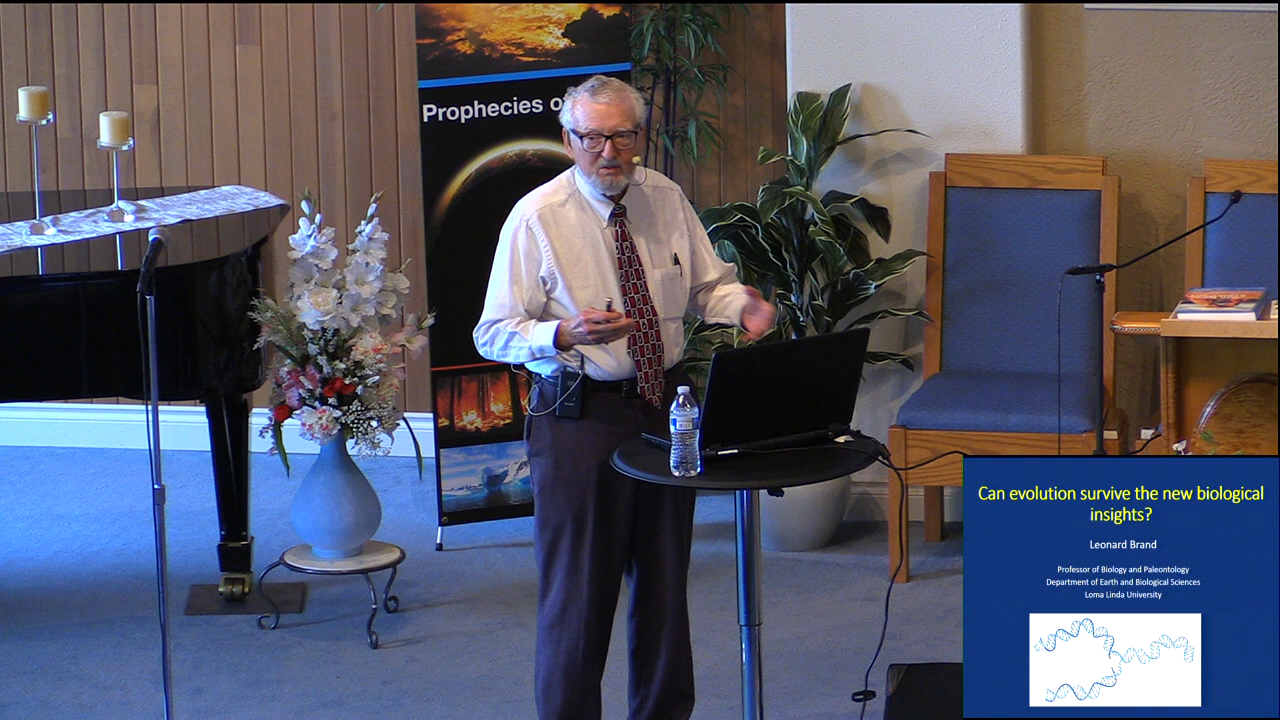 Prophecies o
Can evolution survive the new biological
insights?
Leonard Brand
Professor of Biology and Paleontology
Department of Earth and Biological Sciences
Loma Linda University